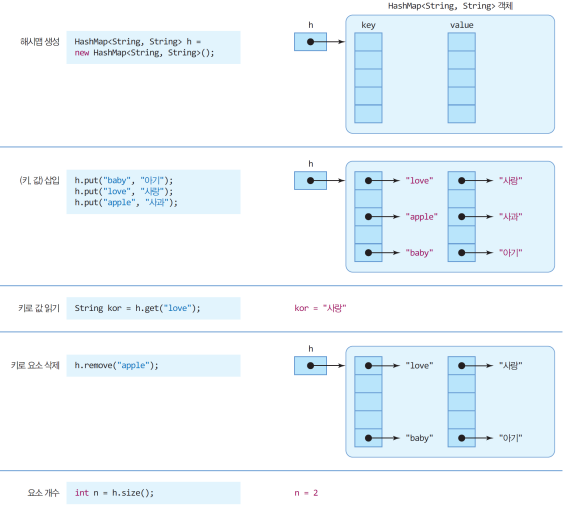 HashMap<String, String> 객체
해시맵 생성
HashMap<String, String> h =
new HashMap<String, String>();
h
key
value
(키, 값) 삽입
h.put("baby", "아기");
h.put("love", "사랑");
h.put("apple", "사과");
h
"love"
"사랑"
"apple"
"사과"
"baby"
"아기"
키로 값 읽기
String kor = h.get("love");
kor = "사랑"
키로 요소 삭제
h.remove("apple");
h
"love"
"사랑"
"baby"
"아기"
요소 개수
int n = h.size();
n = 2